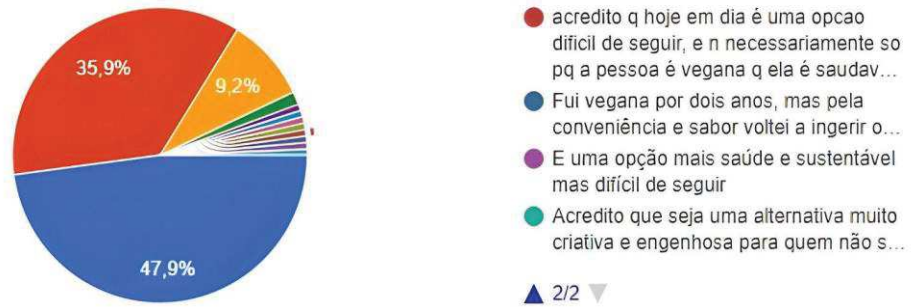 35,9%
9,2%
47,9%
acredito q hoje em dia é uma opcao
dificil de seguir, e n necessariamente so
pq a pessoa é vegana q ela é saudav...
Fui vegana por dois anos, mas pela
conveniência e sabor voltei a ingerir o...
E uma opção mais saúde e sustentável
mas difícil de seguir
Acredito que seja uma alternativa muito
criativa e engenhosa para quem não s...
2/2